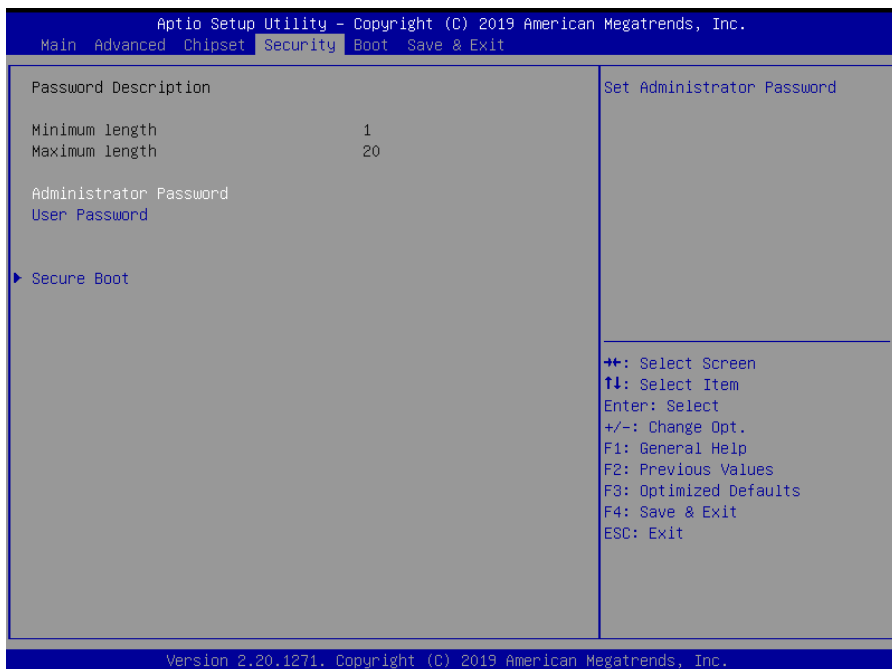 Aptio Setup Utility – Copyright (C) 2019 American Megatrends, Inc.
Main Advanced Chipset Security Boot Save & Exit
Password Description
Minimum length 1
Maximum length 20
Administrator Password
User Password
Secure Boot
Set Administrator Password
→←: Select Screen
↑↓: Select Item
Enter: Select
+/-: Change Opt.
F1: General Help
F2: Previous Values
F3: Optimized Defaults
F4: Save & Exit
ESC: Exit
Version 2.20.1271. Copyright (C) 2019 American Megatrends, Inc.